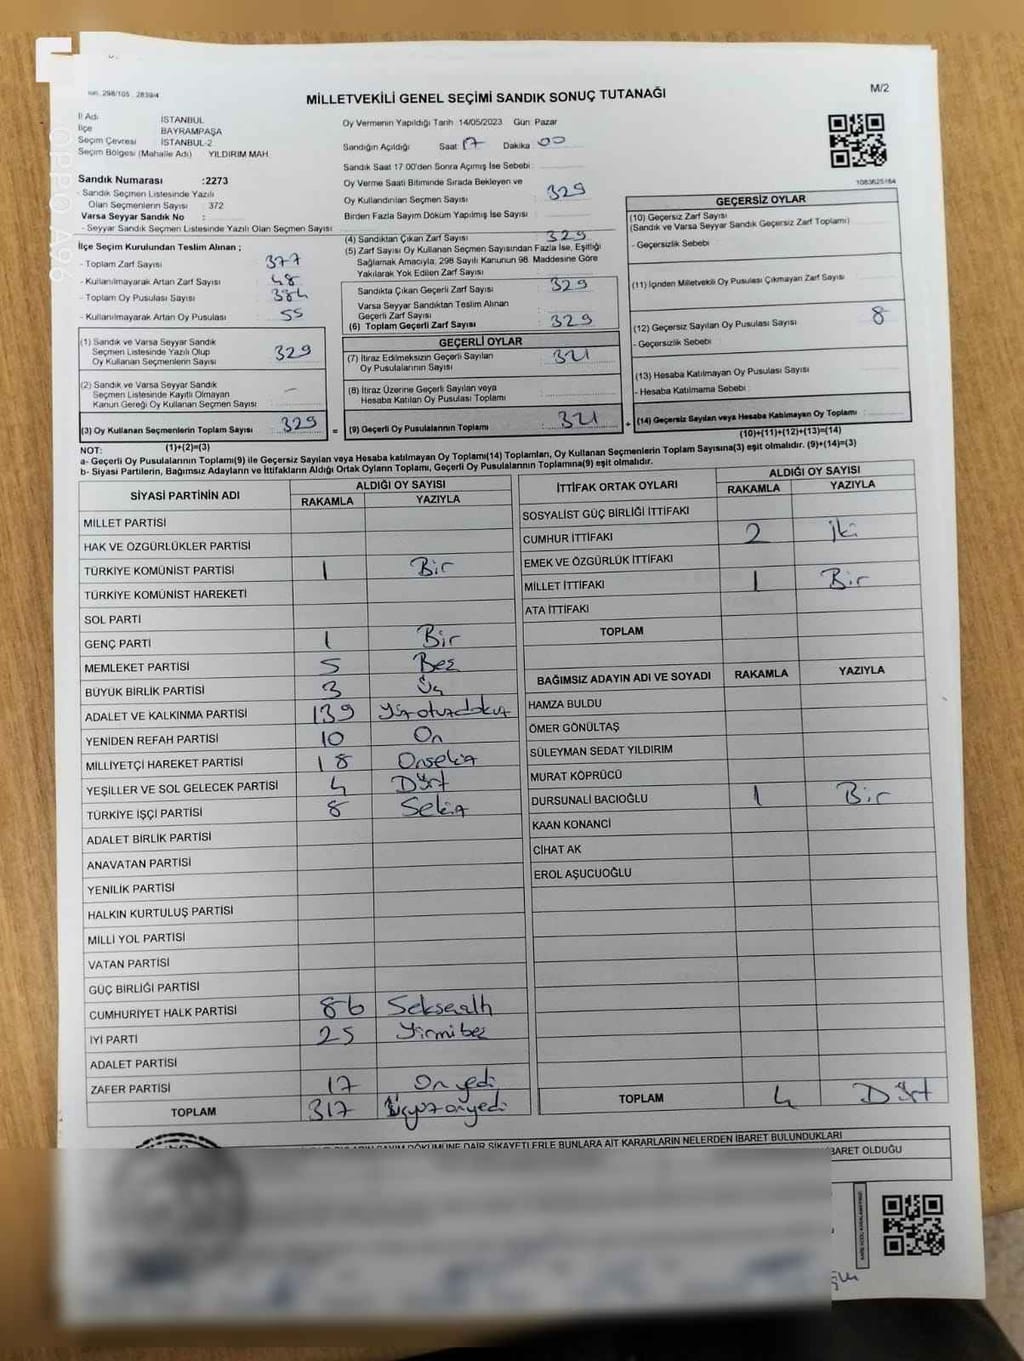 MİLLETVEKİLİ GENEL SEÇİMİ SANDIK SONUÇ TUTANAĞI
M/2
İl Adı İSTANBUL
İlçe BAYRAMPAŞA
Seçim Çevresi İSTANBUL-2
Seçim Bölgesi (Mahalle Adı) YILDIRIM MAH.
Sandık Numarası :2273
- Sandık Seçmen Listesinde Yazılı
Olan Seçmenlerin Sayısı : 372
Varsa Seyyar Sandık No :
- Seyyar Sandık Seçmen Listesinde Yazılı Olan Seçmen Sayısı :
İlçe Seçim Kurulundan Teslim Alınan ;
- Toplam Zarf Sayısı : 377
- Kullanılmayarak Artan Zarf Sayısı : 48
- Toplam Oy Pusulası Sayısı : 384
- Kullanılmayarak Artan Oy Pusulası : 55
(1) Sandık ve Varsa Seyyar Sandık
Seçmen Listesinde Yazılı Olup
Oy Kullanan Seçmenlerin Sayısı : 329
(2) Sandık ve Varsa Seyyar Sandık
Seçmen Listesinde Kayıtlı Olmayan
Kanun Gereği Oy Kullanan Seçmen Sayısı : –
(3) Oy Kullanan Seçmenlerin Toplam Sayısı : 329
(1)+(2)=(3)
Oy Vermenin Yapıldığı Tarih :14/05/2023 Gün: Pazar
Sandığın Açıldığı Saat 17 Dakika 00
Sandık Saat 17.00'den Sonra Açımış İse Sebebi :
Oy Verme Saati Bitiminde Sırada Bekleyen ve
Oy Kullandırılan Seçmen Sayısı : 329
Birden Fazla Sayım Döküm Yapılmış İse Sayısı :
(4) Sandıktan Çıkan Zarf Sayısı : 329
(5) Zarf Sayısı Oy Kullanan Seçmen Sayısından Fazla İse, Eşitliği
Sağlamak Amacıyla, 298 Sayılı Kanunun 98. Maddesine Göre
Yakılarak Yok Edilen Zarf Sayısı :
Sandıkta Çıkan Geçerli Zarf Sayısı : 329
Varsa Seyyar Sandıktan Teslim Alınan
Geçerli Zarf Sayısı :
(6) Toplam Geçerli Zarf Sayısı : 329
GEÇERLİ OYLAR
(7) İtiraz Edilmeksizin Geçerli Sayılan
Oy Pusulalarının Sayısı : 321
(8) İtiraz Üzerine Geçerli Sayılan veya
Hesaba Katılan Oy Pusulası Toplamı :
= (9) Geçerli Oy Pusulalarının Toplamı : 321 +
1083625164
GEÇERSİZ OYLAR
(10) Geçersiz Zarf Sayısı
(Sandık ve Varsa Seyyar Sandık Geçersiz Zarf Toplamı)
- Geçersizlik Sebebi :
(11) İçinden Milletvekili Oy Pusulası Çıkmayan Zarf Sayısı :
(12) Geçersiz Sayılan Oy Pusulası Sayısı : 8
- Geçersizlik Sebebi :
(13) Hesaba Katılmayan Oy Pusulası Sayısı :
- Hesaba Katılmama Sebebi :
(14) Geçersiz Sayılan veya Hesaba Katılmayan Oy Toplamı :
(10)+(11)+(12)+(13)=(14)
NOT:
a- Geçerli Oy Pusulalarının Toplamı(9) ile Geçersiz Sayılan veya Hesaba katılmayan Oy Toplamı(14) Toplamları, Oy Kullanan Seçmenlerin Toplam Sayısına(3) eşit olmalıdır. (9)+(14)=(3)
b- Siyasi Partilerin, Bağımsız Adayların ve İttifakların Aldığı Ortak Oyların Toplamı, Geçerli Oy Pusulalarının Toplamına(9) eşit olmalıdır.
SİYASİ PARTİNİN ADI ALDIĞI OY SAYISI
RAKAMLA YAZIYLA
MİLLET PARTİSİ
HAK VE ÖZGÜRLÜKLER PARTİSİ
TÜRKİYE KOMÜNİST PARTİSİ 1 Bir
TÜRKİYE KOMÜNİST HAREKETİ
SOL PARTİ
GENÇ PARTİ 1 Bir
MEMLEKET PARTİSİ 5 Beş
BÜYÜK BİRLİK PARTİSİ 3 Üç
ADALET VE KALKINMA PARTİSİ 139 Yüzotuzdokuz
YENİDEN REFAH PARTİSİ 10 On
MİLLİYETÇİ HAREKET PARTİSİ 18 Onsekiz
YEŞİLLER VE SOL GELECEK PARTİSİ 4 Dört
TÜRKİYE İŞÇİ PARTİSİ 8 Sekiz
ADALET BİRLİK PARTİSİ
ANAVATAN PARTİSİ
YENİLİK PARTİSİ
HALKIN KURTULUŞ PARTİSİ
MİLLİ YOL PARTİSİ
VATAN PARTİSİ
GÜÇ BİRLİĞİ PARTİSİ
CUMHURİYET HALK PARTİSİ 86 Seksenaltı
İYİ PARTİ 25 Yirmibeş
ADALET PARTİSİ
ZAFER PARTİSİ 17 Onyedi
TOPLAM 317 Üçyüzonyedi
İTTİFAK ORTAK OYLARI ALDIĞI OY SAYISI
RAKAMLA YAZIYLA
SOSYALİST GÜÇ BİRLİĞİ İTTİFAKI
CUMHUR İTTİFAKI 2 İki
EMEK VE ÖZGÜRLÜK İTTİFAKI
MİLLET İTTİFAKI 1 Bir
ATA İTTİFAKI
TOPLAM
BAĞIMSIZ ADAYIN ADI VE SOYADI RAKAMLA YAZIYLA
HAMZA BULDU
ÖMER GÖNÜLTAŞ
SÜLEYMAN SEDAT YILDIRIM
MURAT KÖPRÜCÜ
DURSUNALİ BACIOĞLU 1 Bir
KAAN KONANCİ
CİHAT AK
EROL AŞUCUOĞLU
TOPLAM 4 Dört
SAYIM DÖKÜMÜNE DAİR ŞİKAYETLERLE BUNLARA AİT KARARLARIN NELERDEN İBARET BULUNDUKLARI
İBARET OLDUĞU